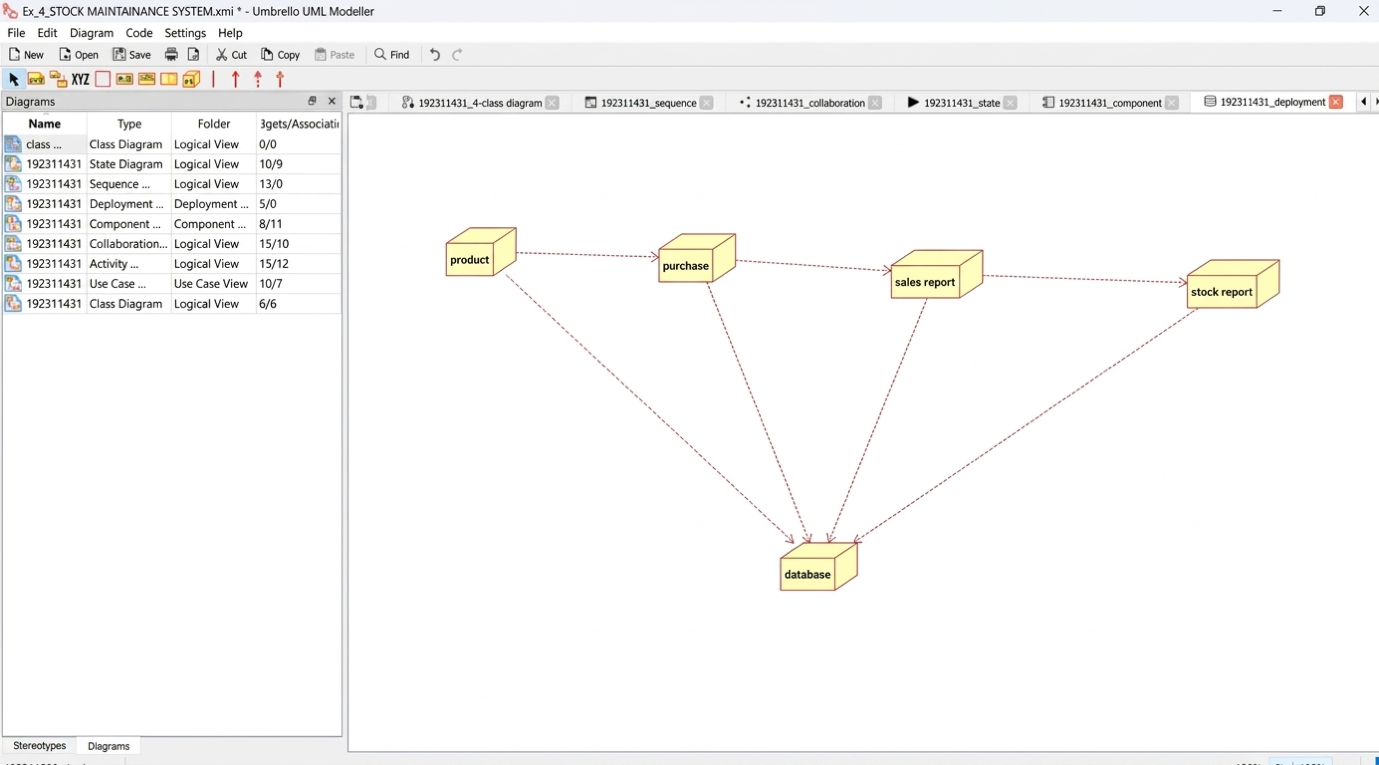 Ex_4_STOCK MAINTAINANCE SYSTEM.xmi * - Umbrello UML Modeller
File Edit Diagram Code Settings Help
New Open Save Cut Copy Paste Find
XYZ
Diagrams
192311431_4-class diagram 192311431_sequence 192311431_collaboration 192311431_state 192311431_component 192311431_deployment
Name Type Folder 3gets/Associati
class ... Class Diagram Logical View 0/0
192311431 State Diagram Logical View 10/9
192311431 Sequence ... Logical View 13/0
192311431 Deployment ... Deployment ... 5/0
192311431 Component ... Component ... 8/11
192311431 Collaboration... Logical View 15/10
192311431 Activity ... Logical View 15/12
192311431 Use Case ... Use Case View 10/7
192311431 Class Diagram Logical View 6/6
product
purchase
sales report
stock report
database
Stereotypes Diagrams